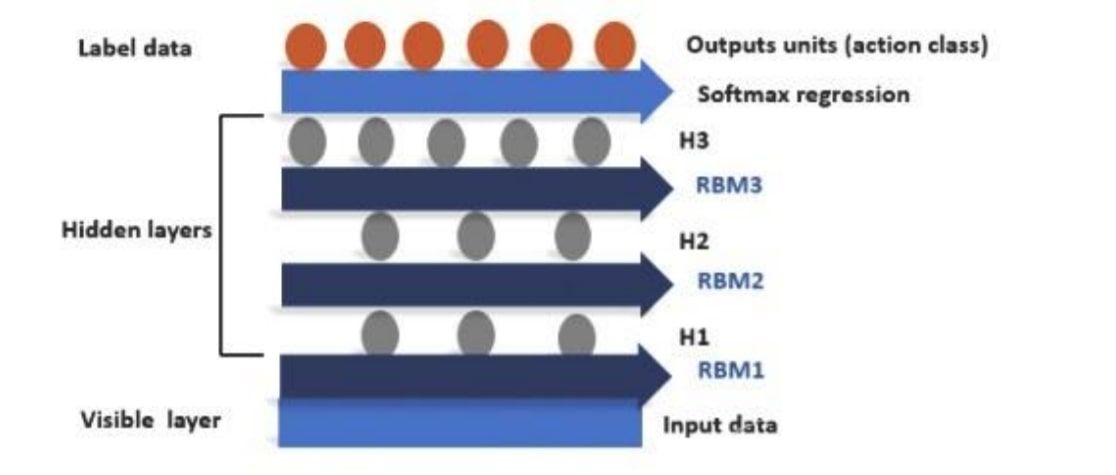 Label data
Outputs units (action class)
Softmax regression
H3
RBM3
Hidden layers
H2
RBM2
H1
RBM1
Visible layer
Input data